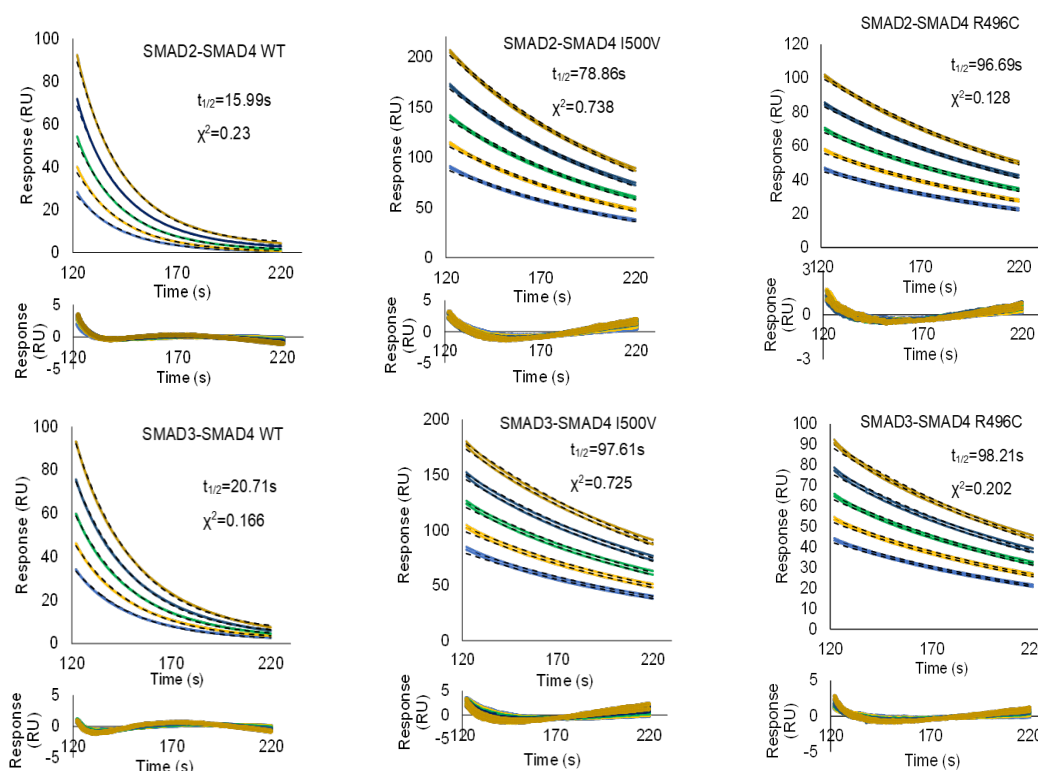 SMAD2-SMAD4 WT
t1/2=15.99s
χ²=0.23
Response (RU)
100
80
60
40
20
0
120
170
220
Time (s)
Response (RU)
5
0
-5
120
170
220
Time (s)
SMAD2-SMAD4 I500V
t1/2=78.86s
χ²=0.738
Response (RU)
200
150
100
50
0
120
170
220
Time (s)
Response (RU)
5
0
-5
120
170
220
Time (s)
SMAD2-SMAD4 R496C
t1/2=96.69s
χ²=0.128
Response (RU)
120
100
80
60
40
20
0
120
170
220
Time (s)
Response (RU)
3
0
-3
120
170
220
Time (s)
SMAD3-SMAD4 WT
t1/2=20.71s
χ²=0.166
Response (RU)
100
80
60
40
20
0
120
170
220
Time (s)
Response (RU)
5
0
-5
120
170
220
Time (s)
SMAD3-SMAD4 I500V
t1/2=97.61s
χ²=0.725
Response (RU)
200
150
100
50
0
120
170
220
Time (s)
Response (RU)
5
0
-5
120
170
220
Time (s)
SMAD3-SMAD4 R496C
t1/2=98.21s
χ²=0.202
Response (RU)
100
90
80
70
60
50
40
30
20
10
0
120
170
220
Time (s)
Response (RU)
5
0
-5
120
170
220
Time (s)